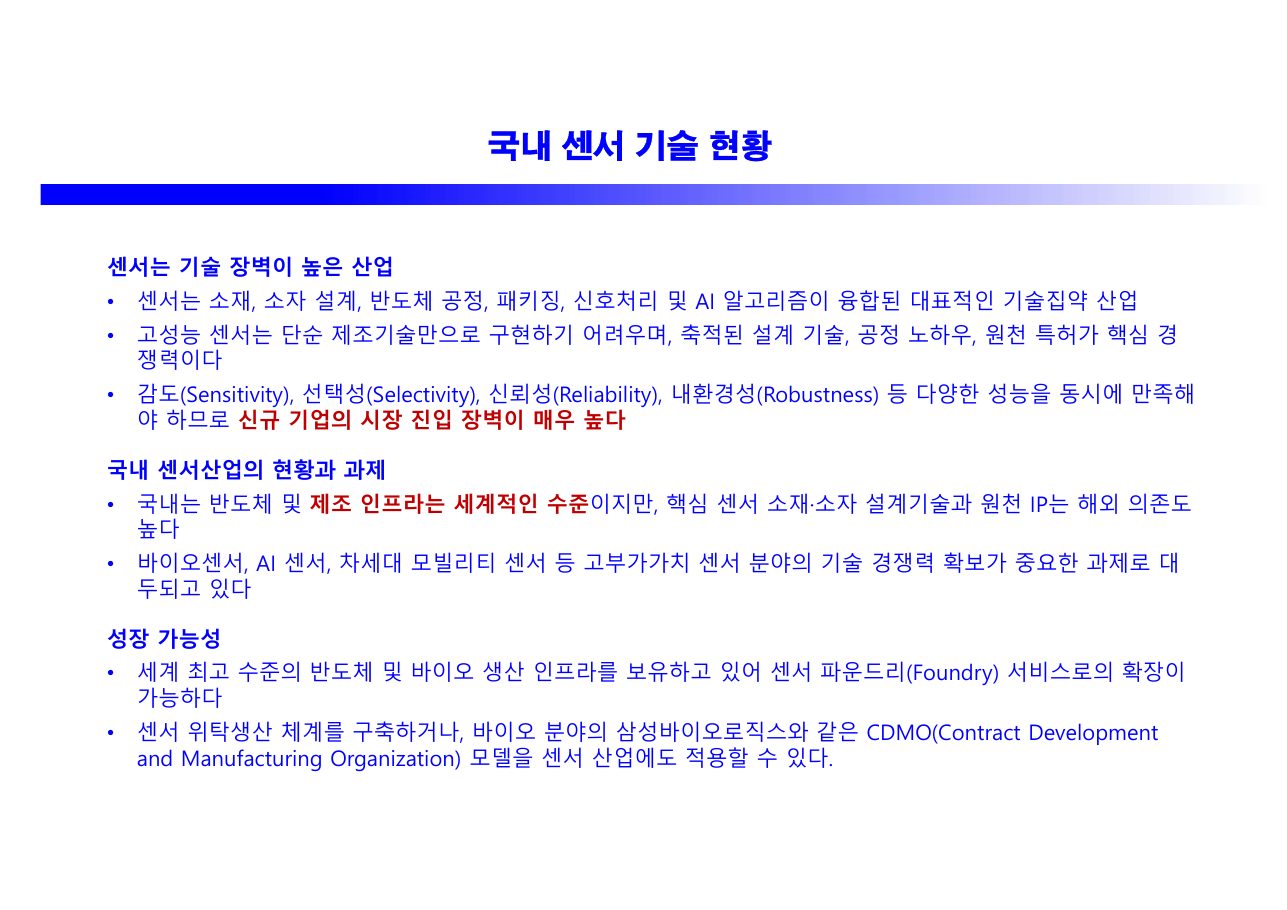 국내 센서 기술 현황
센서는 기술 장벽이 높은 산업
• 센서는 소재, 소자 설계, 반도체 공정, 패키징, 신호처리 및 AI 알고리즘이 융합된 대표적인 기술집약 산업
• 고성능 센서는 단순 제조기술만으로 구현하기 어려우며, 축적된 설계 기술, 공정 노하우, 원천 특허가 핵심 경
쟁력이다
• 감도(Sensitivity), 선택성(Selectivity), 신뢰성(Reliability), 내환경성(Robustness) 등 다양한 성능을 동시에 만족해
야 하므로 신규 기업의 시장 진입 장벽이 매우 높다
국내 센서산업의 현황과 과제
• 국내는 반도체 및 제조 인프라는 세계적인 수준이지만, 핵심 센서 소재·소자 설계기술과 원천 IP는 해외 의존도
높다
• 바이오센서, AI 센서, 차세대 모빌리티 센서 등 고부가가치 센서 분야의 기술 경쟁력 확보가 중요한 과제로 대
두되고 있다
성장 가능성
• 세계 최고 수준의 반도체 및 바이오 생산 인프라를 보유하고 있어 센서 파운드리(Foundry) 서비스로의 확장이
가능하다
• 센서 위탁생산 체계를 구축하거나, 바이오 분야의 삼성바이오로직스와 같은 CDMO(Contract Development
and Manufacturing Organization) 모델을 센서 산업에도 적용할 수 있다.